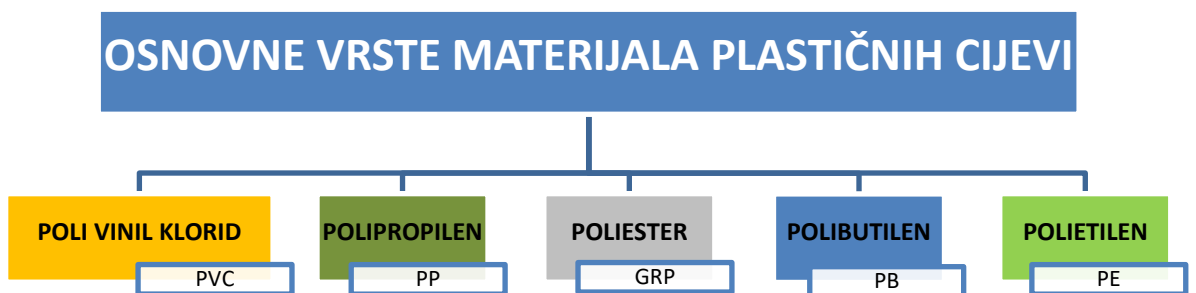 OSNOVNE VRSTE MATERIJALA PLASTIČNIH CIJEVI
POLI VINIL KLORID
PVC
POLIPROPILEN
PP
POLIESTER
GRP
POLIBUTILEN
PB
POLIETILEN
PE